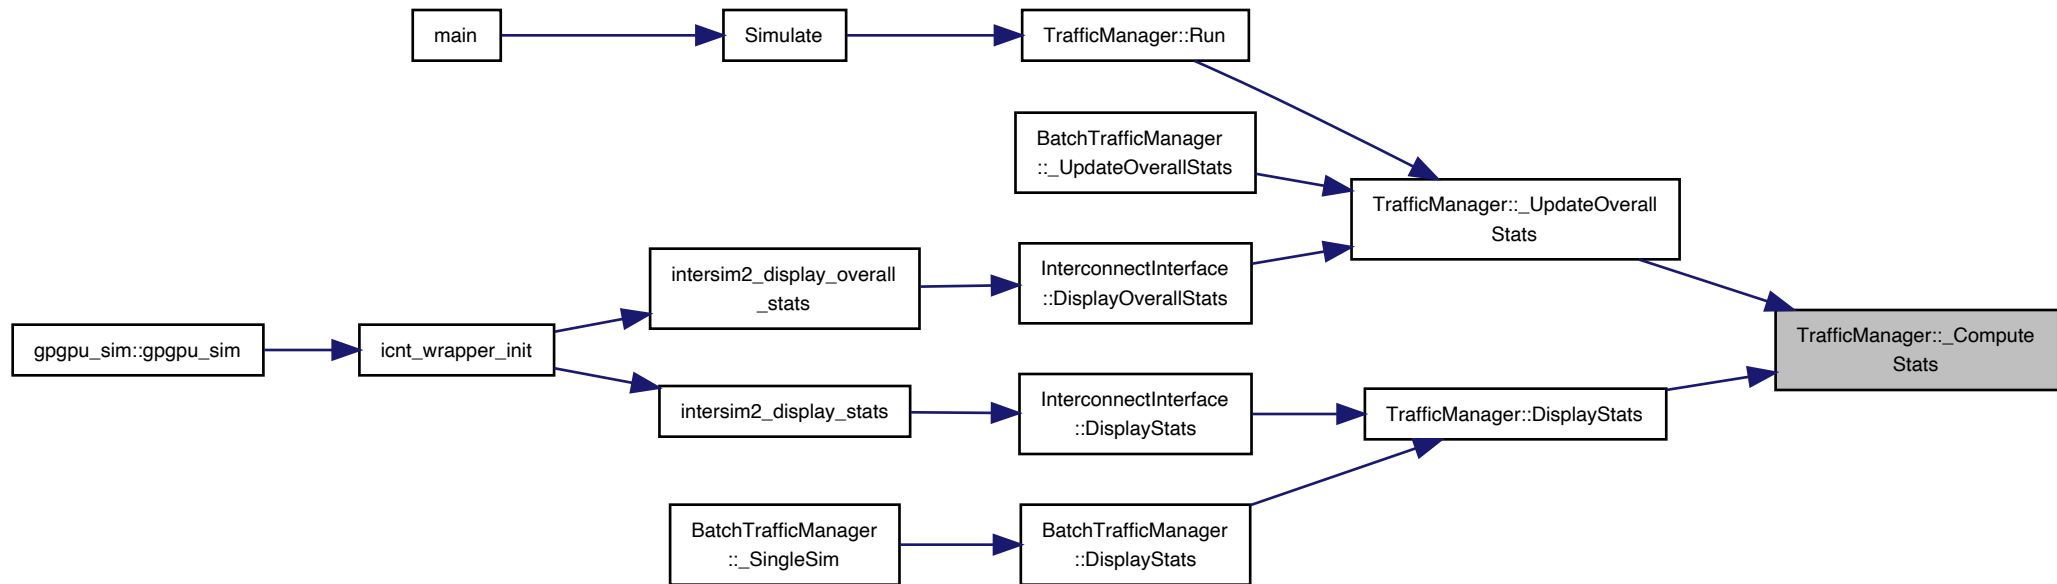 main
Simulate
TrafficManager::Run
BatchTrafficManager
::_UpdateOverallStats
TrafficManager::_UpdateOverall
Stats
intersim2_display_overall
_stats
InterconnectInterface
::DisplayOverallStats
gpgpu_sim::gpgpu_sim
icnt_wrapper_init
TrafficManager::_Compute
Stats
intersim2_display_stats
InterconnectInterface
::DisplayStats
TrafficManager::DisplayStats
BatchTrafficManager
::_SingleSim
BatchTrafficManager
::DisplayStats